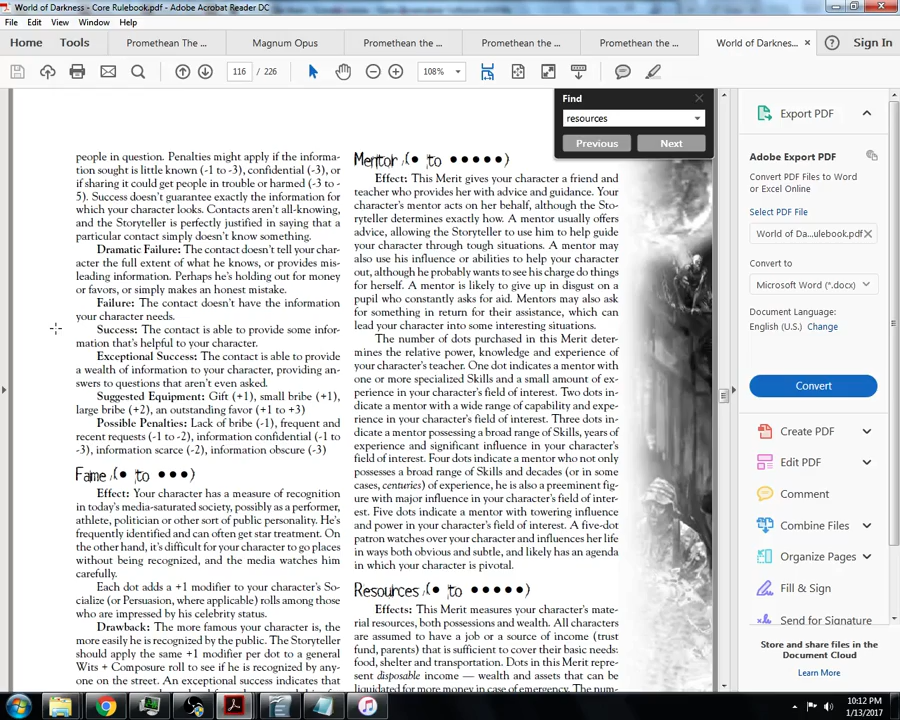 World of Darkness - Core Rulebook.pdf - Adobe Acrobat Reader DC
File Edit View Window Help
Home Tools Promethean The ... Magnum Opus Promethean the ... Promethean the ... Promethean the ... World of Darknes... × Sign In
116 / 226 108%
Find
resources
Previous Next
people in question. Penalties might apply if the informa-
tion sought is little known (-1 to -3), confidential (-3), or
if sharing it could get people in trouble or harmed (-3 to -
5). Success doesn't guarantee exactly the information for
which your character looks. Contacts aren't all-knowing,
and the Storyteller is perfectly justified in saying that a
particular contact simply doesn't know something.
Dramatic Failure: The contact doesn't tell your char-
acter the full extent of what he knows, or provides mis-
leading information. Perhaps he's holding out for money
or favors, or simply makes an honest mistake.
Failure: The contact doesn't have the information
your character needs.
Success: The contact is able to provide some infor-
mation that's helpful to your character.
Exceptional Success: The contact is able to provide
a wealth of information to your character, providing an-
swers to questions that aren't even asked.
Suggested Equipment: Gift (+1), small bribe (+1),
large bribe (+2), an outstanding favor (+1 to +3)
Possible Penalties: Lack of bribe (-1), frequent and
recent requests (-1 to -2), information confidential (-1 to
-3), information scarce (-2), information obscure (-3)
Fame (• to •••)
Effect: Your character has a measure of recognition
in today's media-saturated society, possibly as a performer,
athlete, politician or other sort of public personality. He's
frequently identified and can often get star treatment. On
the other hand, it's difficult for your character to go places
without being recognized, and the media watches him
carefully.
Each dot adds a +1 modifier to your character's So-
cialize (or Persuasion, where applicable) rolls among those
who are impressed by his celebrity status.
Drawback: The more famous your character is, the
more easily he is recognized by the public. The Storyteller
should apply the same +1 modifier per dot to a general
Wits + Composure roll to see if he is recognized by any-
one on the street. An exceptional success indicates that
Mentor (• to •••••)
Effect: This Merit gives your character a friend and
teacher who provides her with advice and guidance. Your
character's mentor acts on her behalf, although the Sto-
ryteller determines exactly how. A mentor usually offers
advice, allowing the Storyteller to use him to help guide
your character through tough situations. A mentor may
also use his influence or abilities to help your character
out, although he probably wants to see his charge do things
for herself. A mentor is likely to give up in disgust on a
pupil who constantly asks for aid. Mentors may also ask
for something in return for their assistance, which can
lead your character into some interesting situations.
The number of dots purchased in this Merit deter-
mines the relative power, knowledge and experience of
your character's teacher. One dot indicates a mentor with
one or more specialized Skills and a small amount of ex-
perience in your character's field of interest. Two dots in-
dicate a mentor with a wide range of capability and expe-
rience in your character's field of interest. Three dots in-
dicate a mentor possessing a broad range of Skills, years of
experience and significant influence in your character's
field of interest. Four dots indicate a mentor who not only
possesses a broad range of Skills and decades (or in some
cases, centuries) of experience, he is also a preeminent fig-
ure with major influence in your character's field of inter-
est. Five dots indicate a mentor with towering influence
and power in your character's field of interest. A five-dot
patron watches over your character and influences her life
in ways both obvious and subtle, and likely has an agenda
in which your character is pivotal.
Resources (• to •••••)
Effects: This Merit measures your character's mate-
rial resources, both possessions and wealth. All characters
are assumed to have a job or a source of income (trust
fund, parents) that is sufficient to cover their basic needs:
food, shelter and transportation. Dots in this Merit repre-
sent disposable income — wealth and assets that can be
liquidated for more money in case of emergency. The num-
Export PDF
Adobe Export PDF
Convert PDF Files to Word
or Excel Online
Select PDF File
World of Da...ulebook.pdf ×
Convert to
Microsoft Word (*.docx)
Document Language:
English (U.S.) Change
Convert
Create PDF
Edit PDF
Comment
Combine Files
Organize Pages
Fill & Sign
Send for Signature
Store and share files in the
Document Cloud
Learn More
10:12 PM
1/13/2017